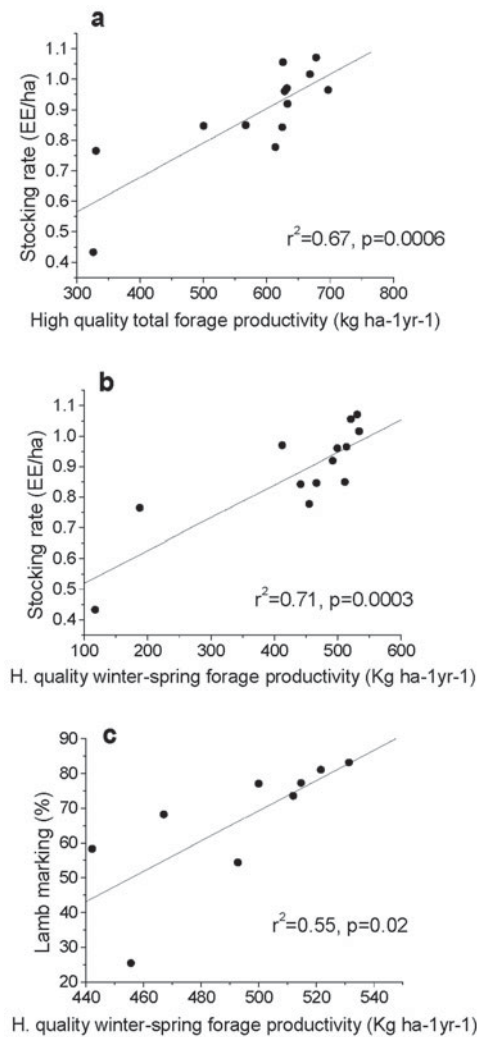 a
Stocking rate (EE/ha)
1.1
1.0
0.9
0.8
0.7
0.6
0.5
0.4
r²=0.67, p=0.0006
300 400 500 600 700 800
High quality total forage productivity (kg ha-1yr-1)
b
Stocking rate (EE/ha)
1.1
1.0
0.9
0.8
0.7
0.6
0.5
0.4
r²=0.71, p=0.0003
100 200 300 400 500 600
H. quality winter-spring forage productivity (Kg ha-1yr-1)
c
Lamb marking (%)
90
80
70
60
50
40
30
20
r²=0.55, p=0.02
440 460 480 500 520 540
H. quality winter-spring forage productivity (Kg ha-1yr-1)